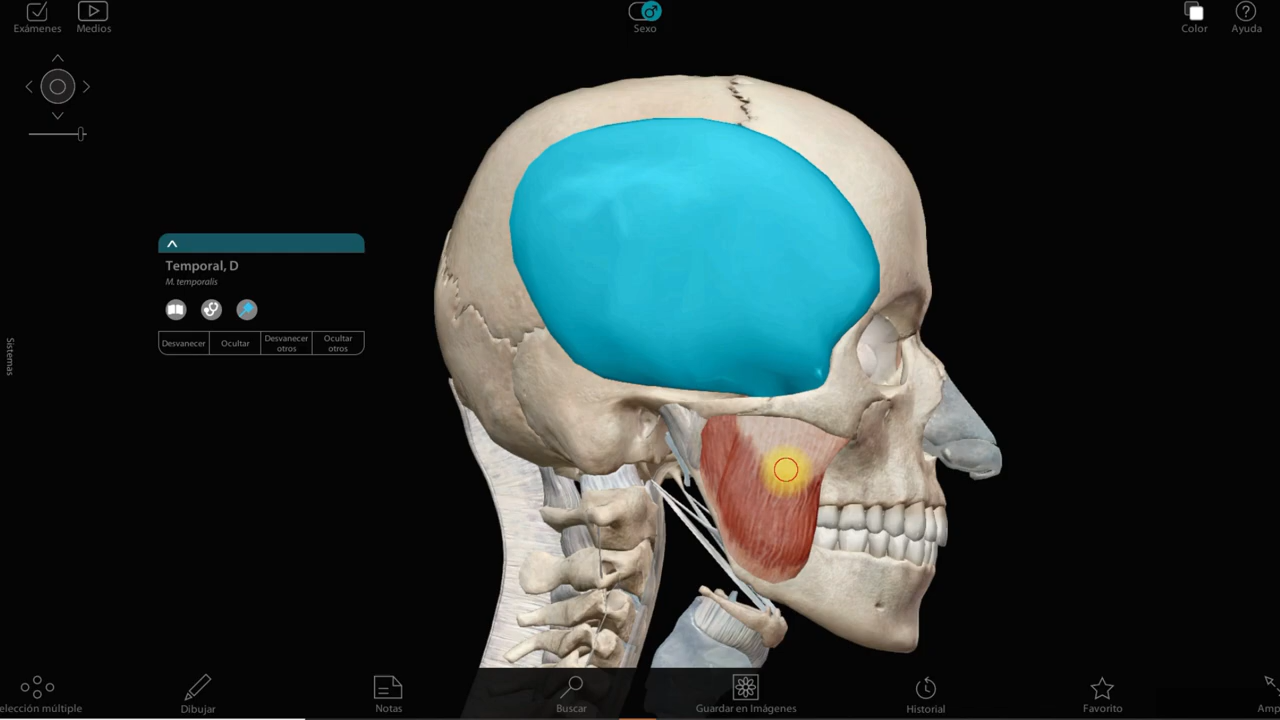 Exámenes
Medios
Sexo
Color
Ayuda
Temporal, D
M. temporalis
Desvanecer
Ocultar
Desvanecer
otros
Ocultar
otros
Sistemas
elección múltiple
Dibujar
Notas
Buscar
Guardar en Imágenes
Historial
Favorito
Amp